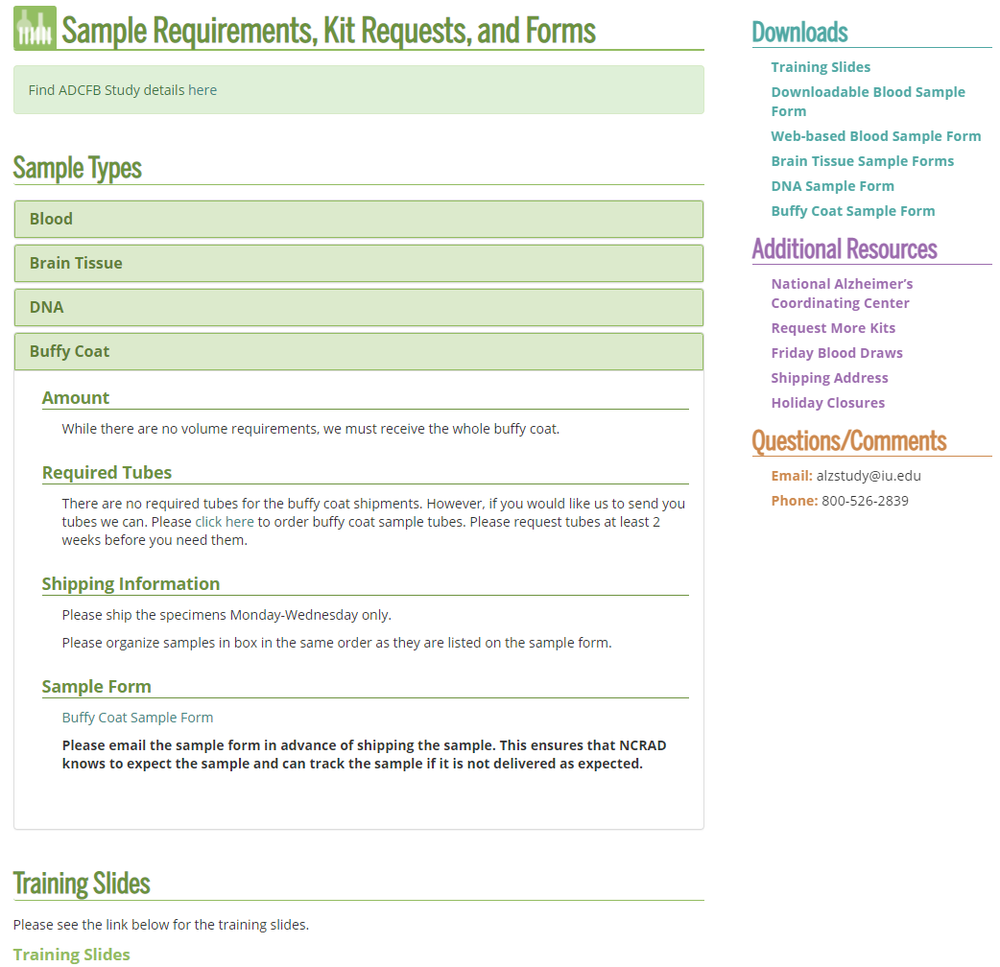 Sample Requirements, Kit Requests, and Forms
Find ADCFB Study details here
Sample Types
Blood
Brain Tissue
DNA
Buffy Coat
Amount
While there are no volume requirements, we must receive the whole buffy coat.
Required Tubes
There are no required tubes for the buffy coat shipments. However, if you would like us to send you
tubes we can. Please click here to order buffy coat sample tubes. Please request tubes at least 2
weeks before you need them.
Shipping Information
Please ship the specimens Monday-Wednesday only.
Please organize samples in box in the same order as they are listed on the sample form.
Sample Form
Buffy Coat Sample Form
Please email the sample form in advance of shipping the sample. This ensures that NCRAD
knows to expect the sample and can track the sample if it is not delivered as expected.
Training Slides
Please see the link below for the training slides.
Training Slides
Downloads
Training Slides
Downloadable Blood Sample
Form
Web-based Blood Sample Form
Brain Tissue Sample Forms
DNA Sample Form
Buffy Coat Sample Form
Additional Resources
National Alzheimer’s
Coordinating Center
Request More Kits
Friday Blood Draws
Shipping Address
Holiday Closures
Questions/Comments
Email: alzstudy@iu.edu
Phone: 800-526-2839